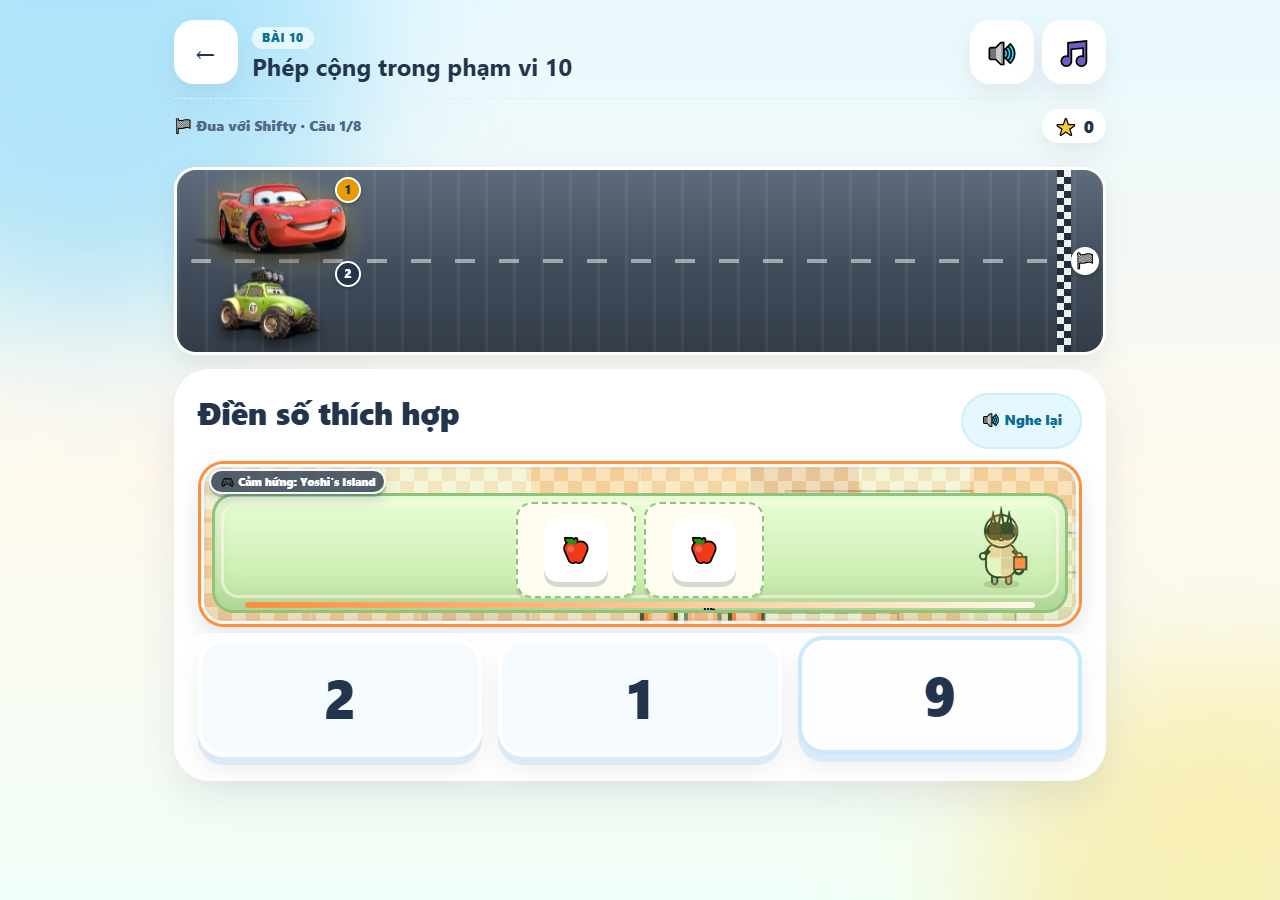 ←
BÀI 10
Phép cộng trong phạm vi 10
Đua với Shifty · Câu 1/8
0
1
2
Điền số thích hợp
Nghe lại
Cảm hứng: Yoshi's Island
2
1
9